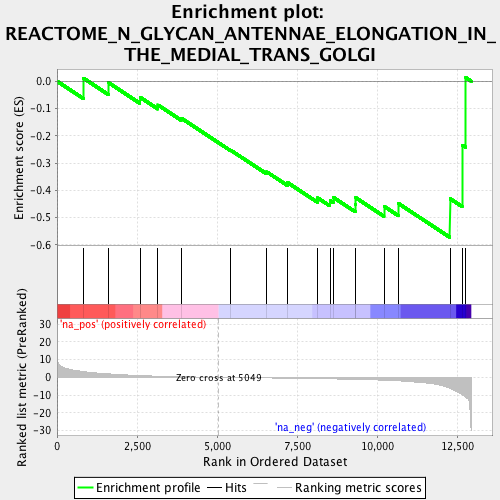 Enrichment plot:
REACTOME_N_GLYCAN_ANTENNAE_ELONGATION_IN_
THE_MEDIAL_TRANS_GOLGI
Enrichment score (ES)
0.0
-0.1
-0.2
-0.3
-0.4
-0.5
-0.6
Ranked list metric (PreRanked)
30
20
10
0
-10
-20
-30
'na_pos' (positively correlated)
Zero cross at 5049
'na_neg' (negatively correlated)
0 2,500 5,000 7,500 10,000 12,500
Rank in Ordered Dataset
Enrichment profile Hits Ranking metric scores